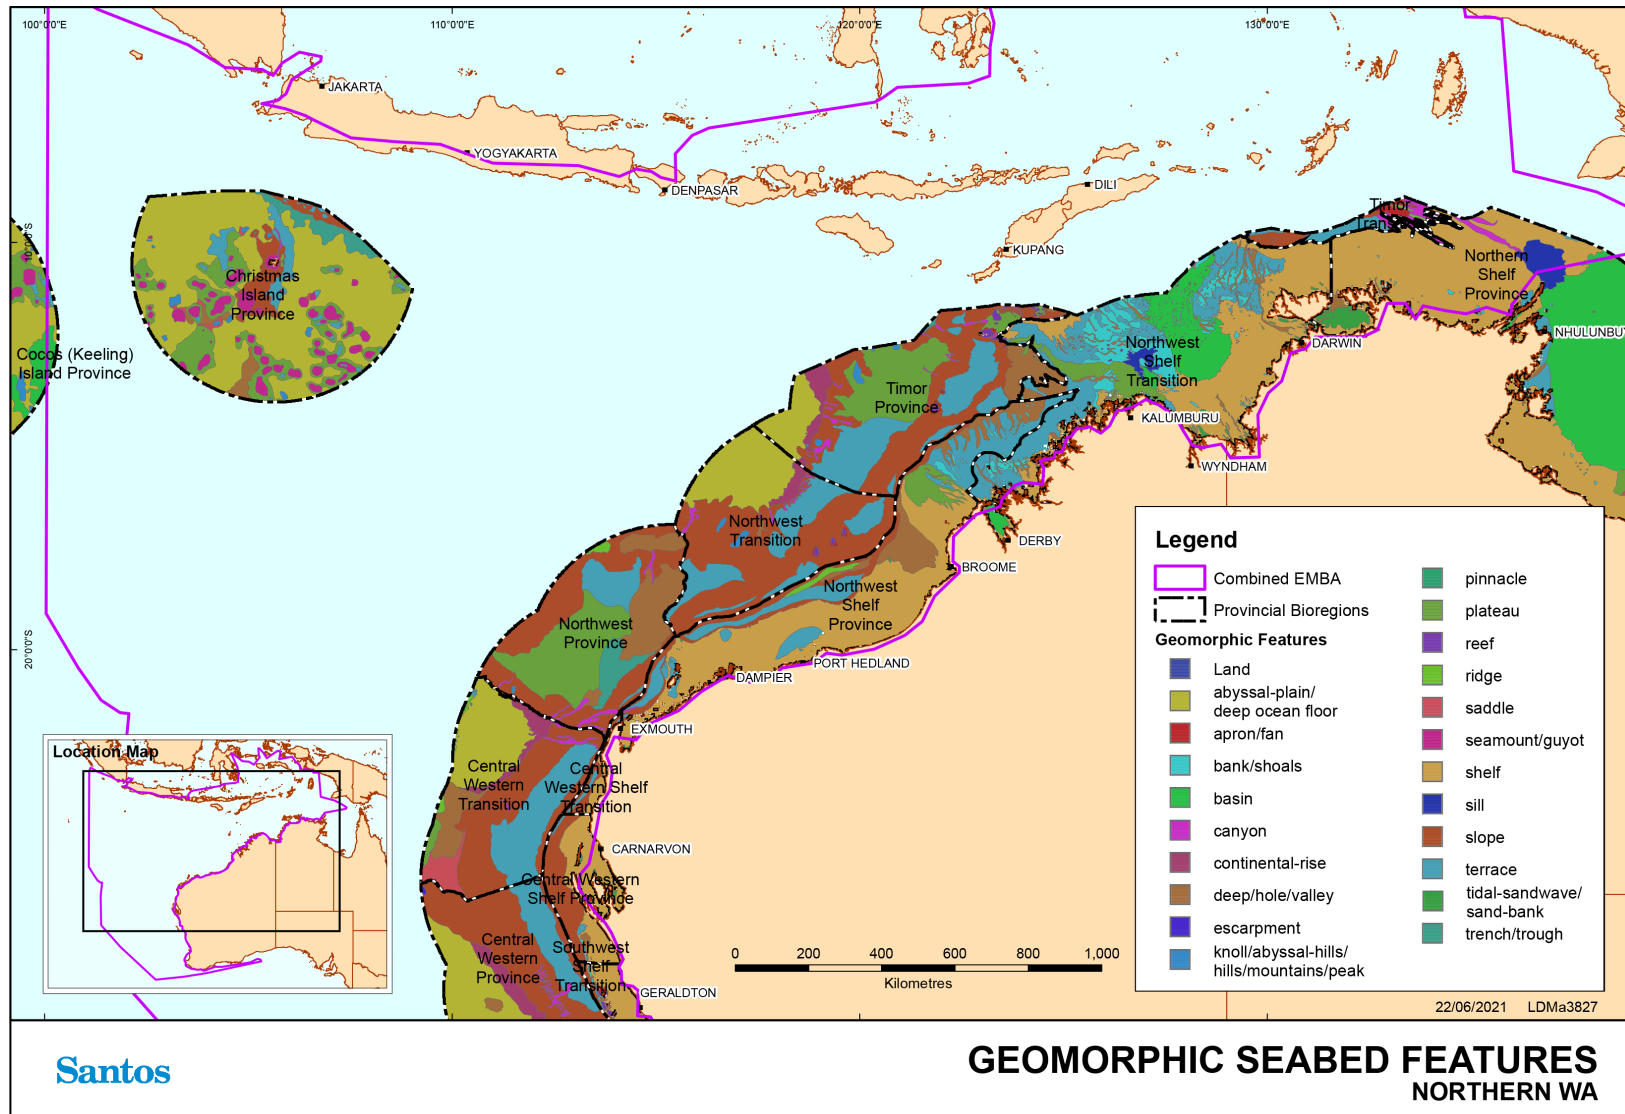 100°0'0"E
110°0'0"E
120°0'0"E
130°0'0"E
JAKARTA
YOGYAKARTA
DENPASAR
DILI
KUPANG
10°0'0"S
20°0'0"S
Christmas
Island
Province
Cocos (Keeling)
Island Province
Timor
Northern
Shelf
Province
NHULUNBUY
DARWIN
Northwest
Shelf
Transition
Timor
Province
KALUMBURU
WYNDHAM
Northwest
Transition
DERBY
BROOME
Northwest
Shelf
Province
Northwest
Province
PORT HEDLAND
DAMPIER
EXMOUTH
Central
Western
Transition
Central
Western Shelf
Transition
CARNARVON
Central Western
Shelf Province
Central
Western
Province
Southwest
Shelf
Transition
GERALDTON
Location Map
0 200 400 600 800 1,000
Kilometres
Legend
Combined EMBA
Provincial Bioregions
Geomorphic Features
Land
abyssal-plain/
deep ocean floor
apron/fan
bank/shoals
basin
canyon
continental-rise
deep/hole/valley
escarpment
knoll/abyssal-hills/
hills/mountains/peak
pinnacle
plateau
reef
ridge
saddle
seamount/guyot
shelf
sill
slope
terrace
tidal-sandwave/
sand-bank
trench/trough
22/06/2021 LDMa3827
Santos
GEOMORPHIC SEABED FEATURES
NORTHERN WA